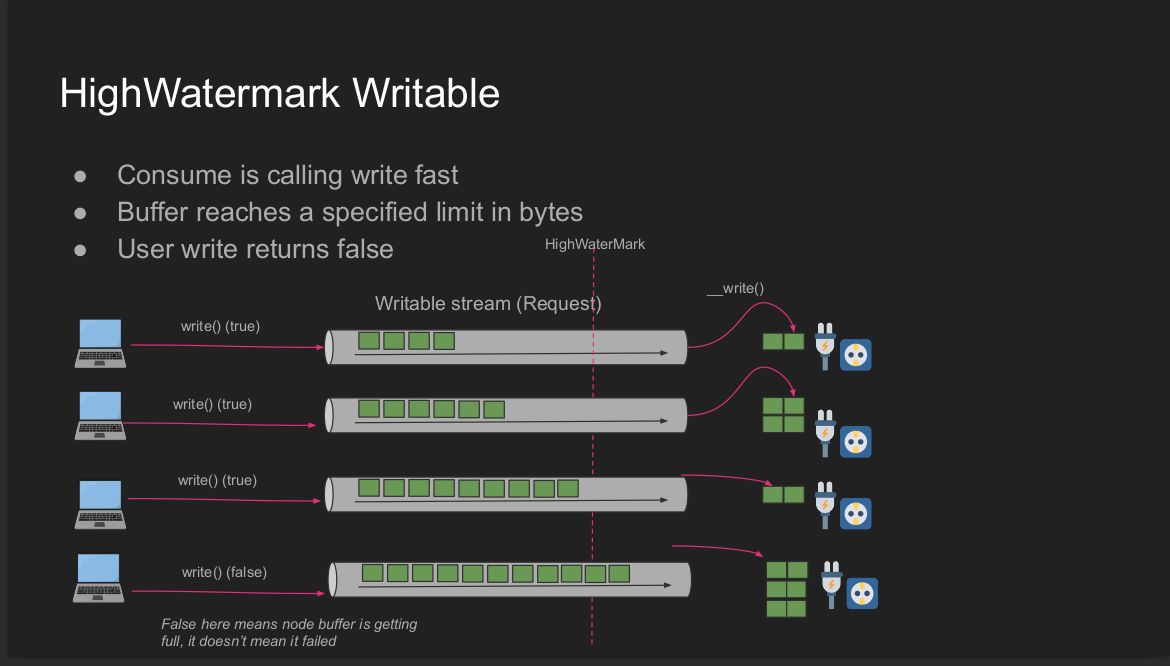 HighWatermark Writable
● Consume is calling write fast
● Buffer reaches a specified limit in bytes
● User write returns false
HighWaterMark
__write()
Writable stream (Request)
write() (true)
write() (true)
write() (true)
write() (false)
False here means node buffer is getting
full, it doesn’t mean it failed